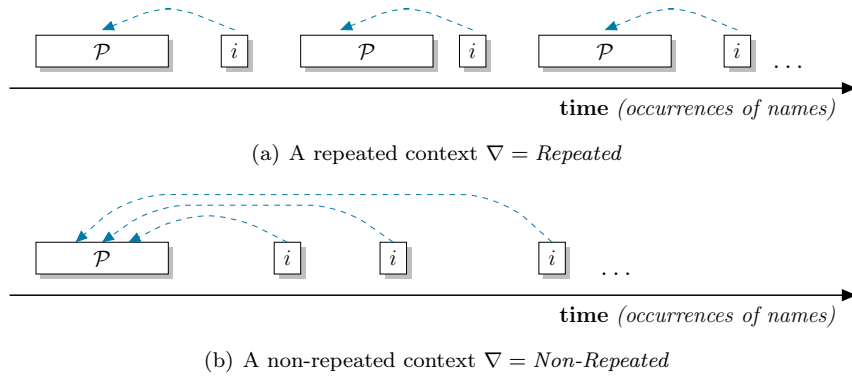 𝒫 i 𝒫 i 𝒫 i ...
time (occurrences of names)
(a) A repeated context ∇ = Repeated
𝒫 i i i ...
time (occurrences of names)
(b) A non-repeated context ∇ = Non-Repeated